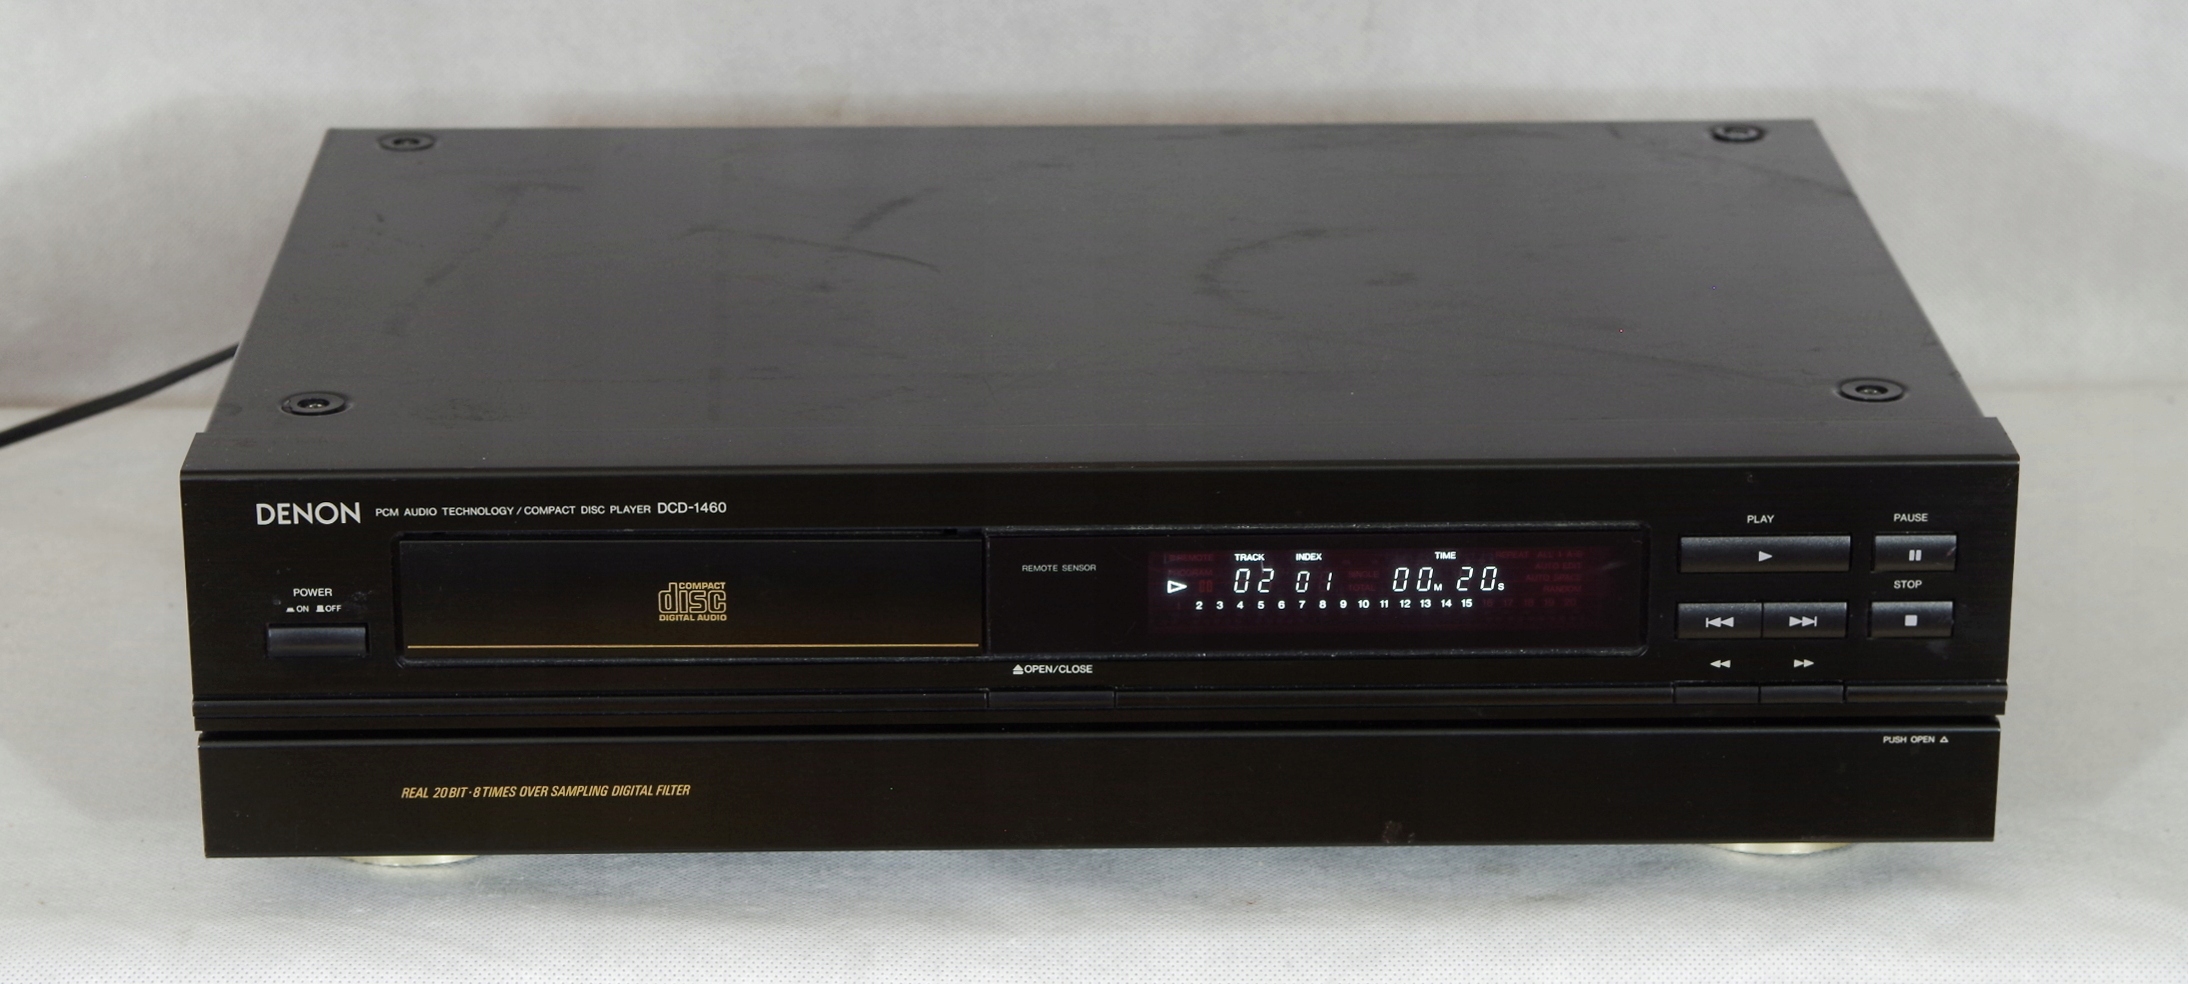 DENON PCM AUDIO TECHNOLOGY / COMPACT DISC PLAYER DCD-1460
PLAY PAUSE
POWER
ON OFF
COMPACT
disc
DIGITAL AUDIO
REMOTE SENSOR
TRACK INDEX TIME
02 01 00M 20S
2 3 4 5 6 7 8 9 10 11 12 13 14 15
STOP
OPEN/CLOSE
PUSH OPEN
REAL 20 BIT · 8 TIMES OVER SAMPLING DIGITAL FILTER